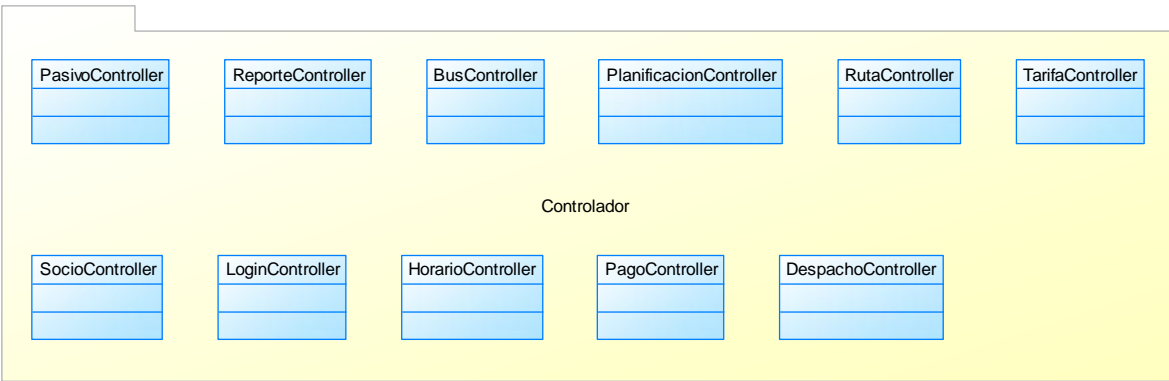 PasivoController
ReporteController
BusController
PlanificacionController
RutaController
TarifaController
Controlador
SocioController
LoginController
HorarioController
PagoController
DespachoController